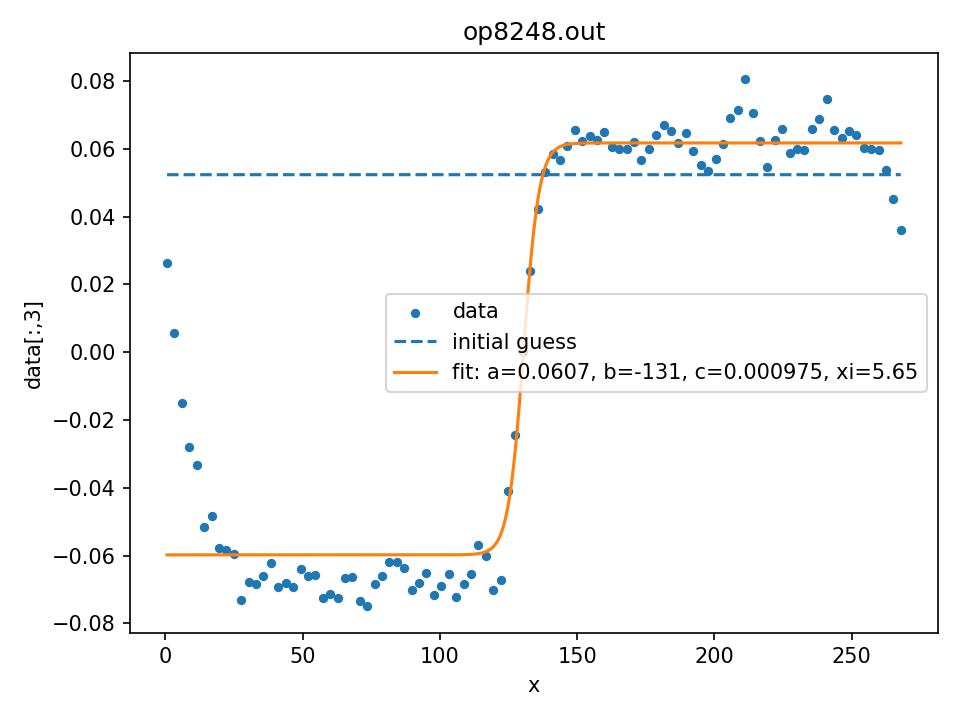 op8248.out
0.08
0.06
0.04
0.02
0.00
−0.02
−0.04
−0.06
−0.08
data[:,3]
data
initial guess
fit: a=0.0607, b=-131, c=0.000975, xi=5.65
0 50 100 150 200 250
x